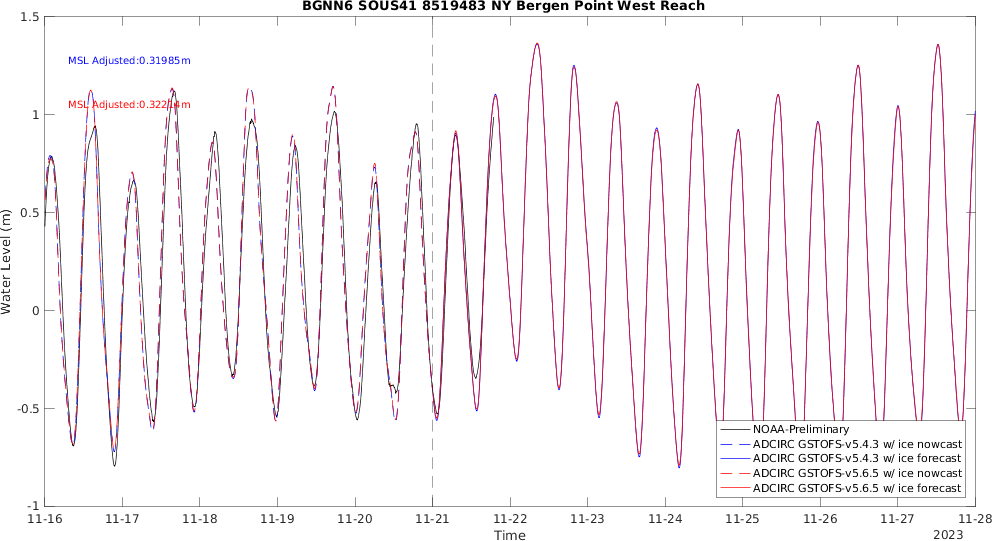 BGNN6 SOUS41 8519483 NY Bergen Point West Reach
1.5
1
0.5
0
-0.5
-1
Water Level (m)
MSL Adjusted:0.31985m
MSL Adjusted:
NOAA-Preliminary
ADCIRC GSTOFS-v5.4.3 w/ ice nowcast
ADCIRC GSTOFS-v5.4.3 w/ ice forecast
ADCIRC GSTOFS-v5.6.5 w/ ice nowcast
ADCIRC GSTOFS-v5.6.5 w/ ice forecast
11-16 11-17 11-18 11-19 11-20 11-21 11-22 11-23 11-24 11-25 11-26 11-27 11-28
Time
2023